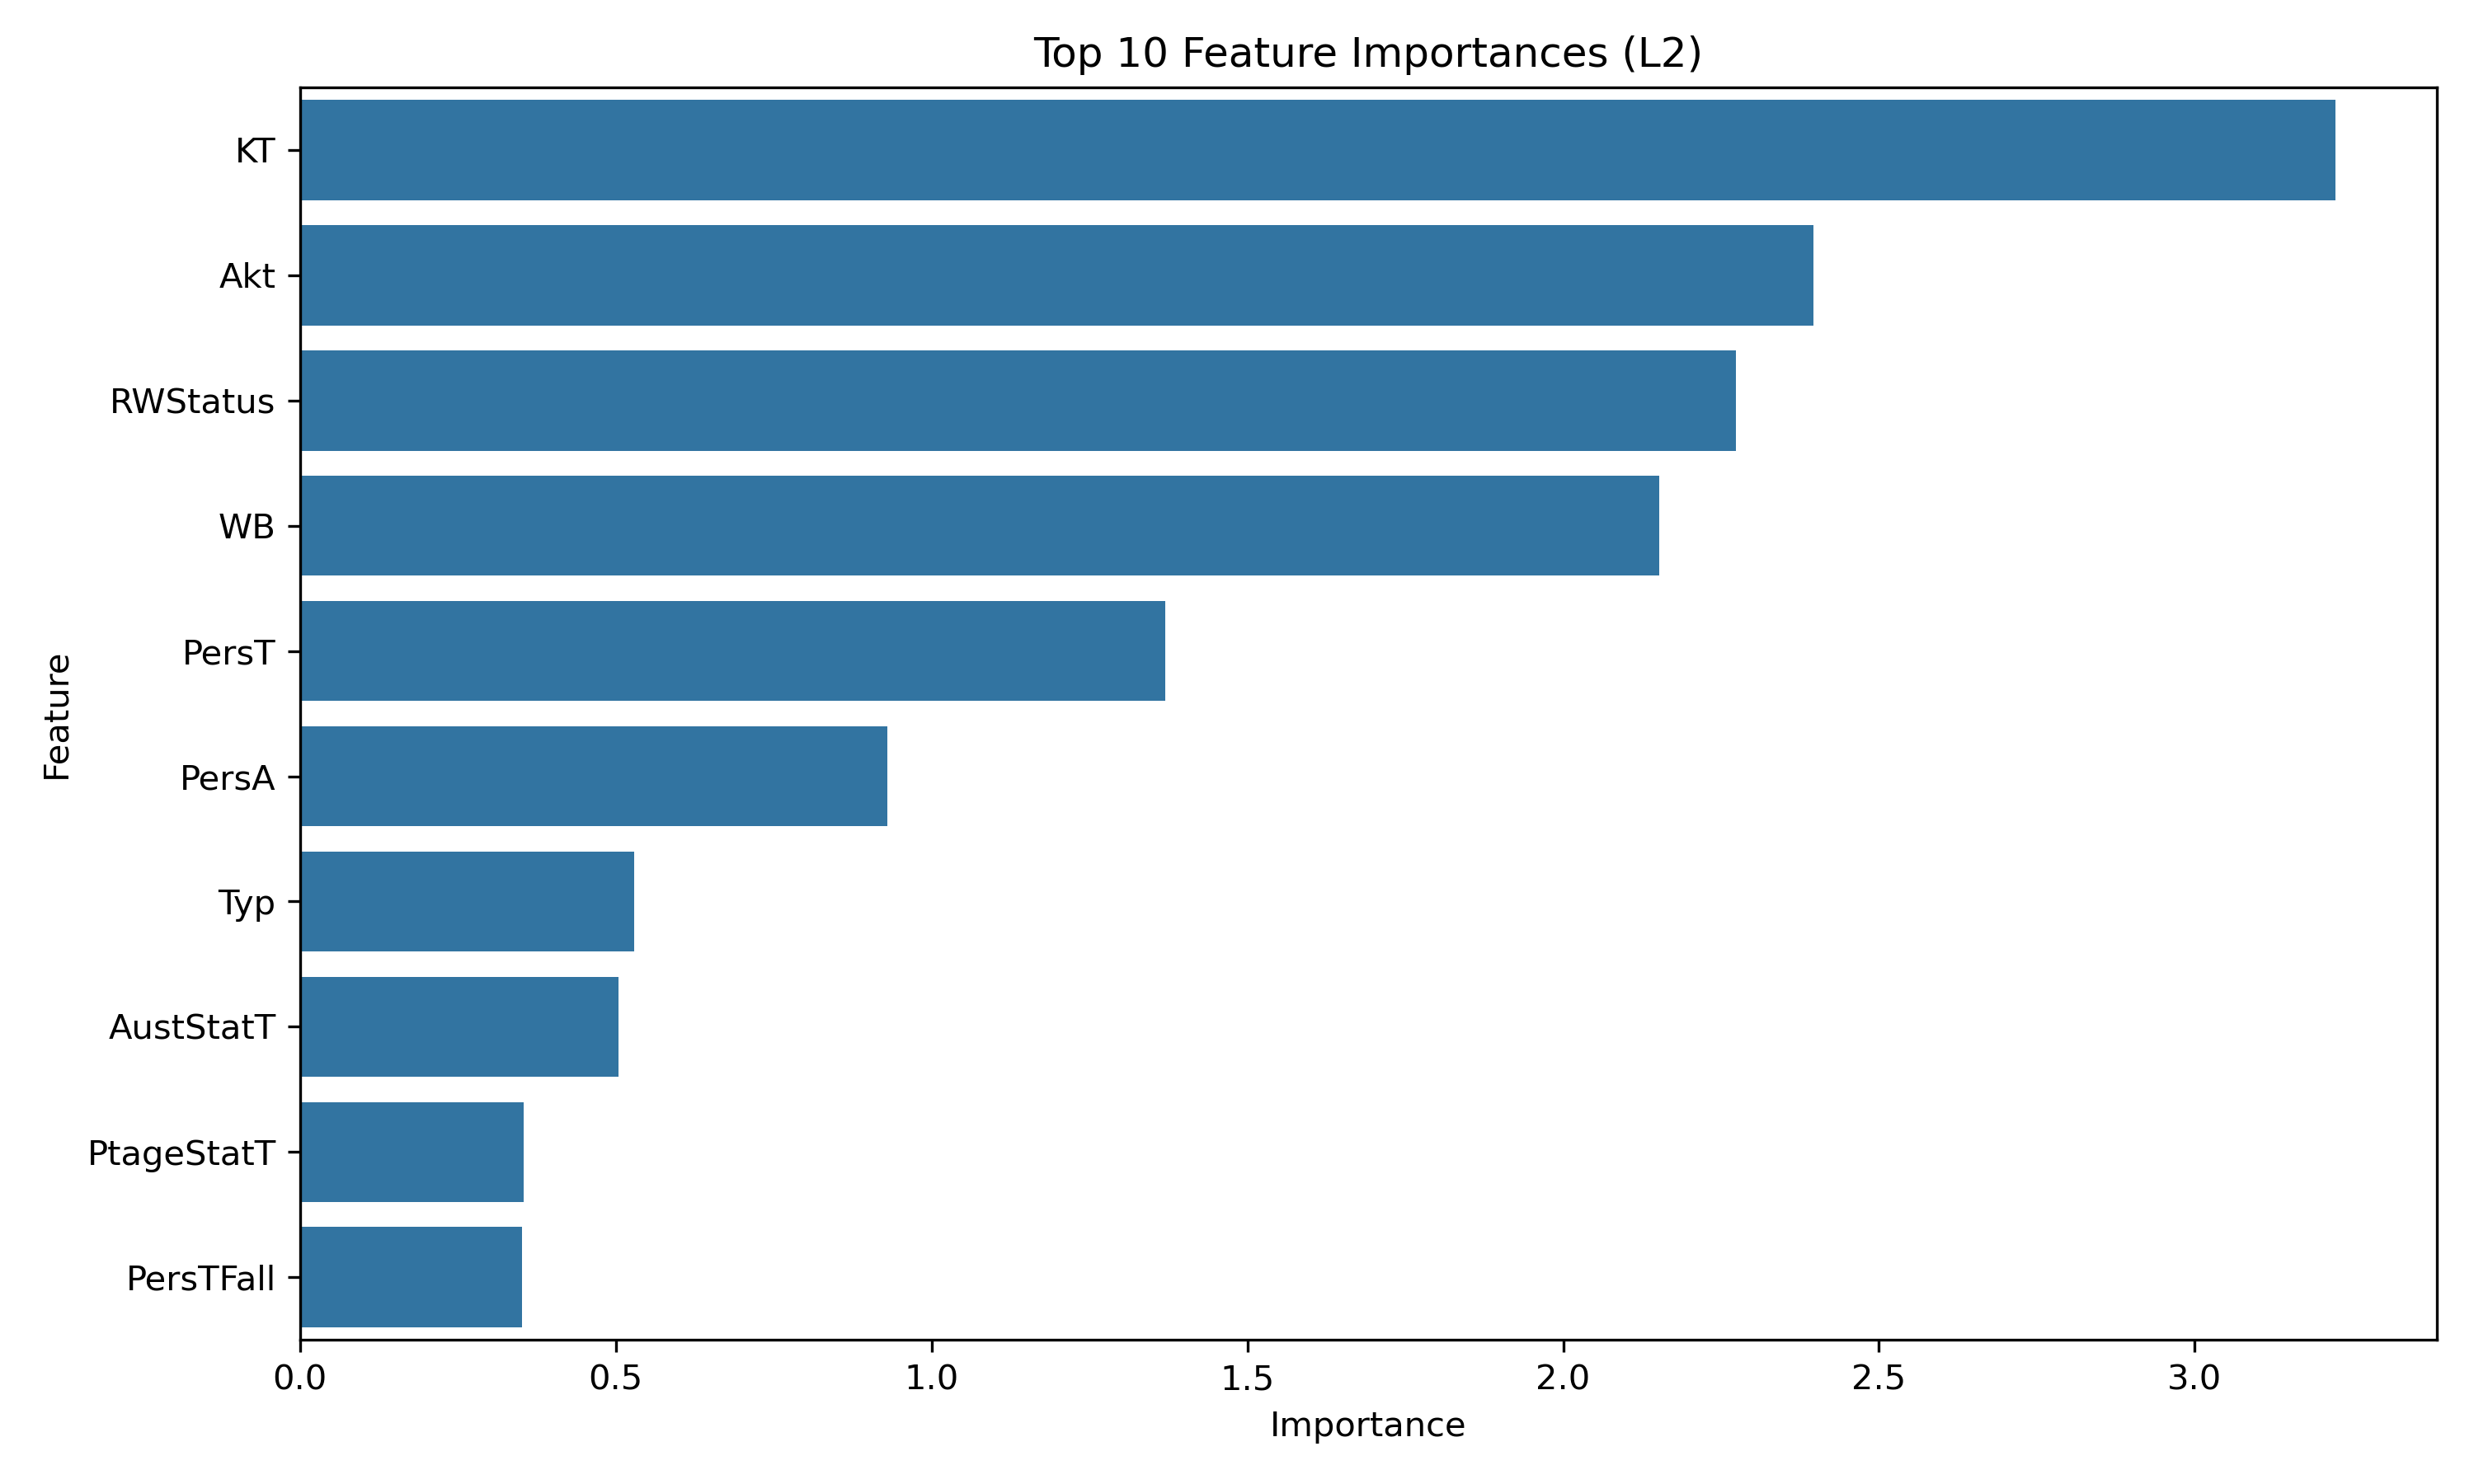 Top 10 Feature Importances (L2)
KT
Akt
RWStatus
WB
PersT
PersA
Typ
AustStatT
PtageStatT
PersTFall
Feature
0.0 0.5 1.0 1.5 2.0 2.5 3.0
Importance